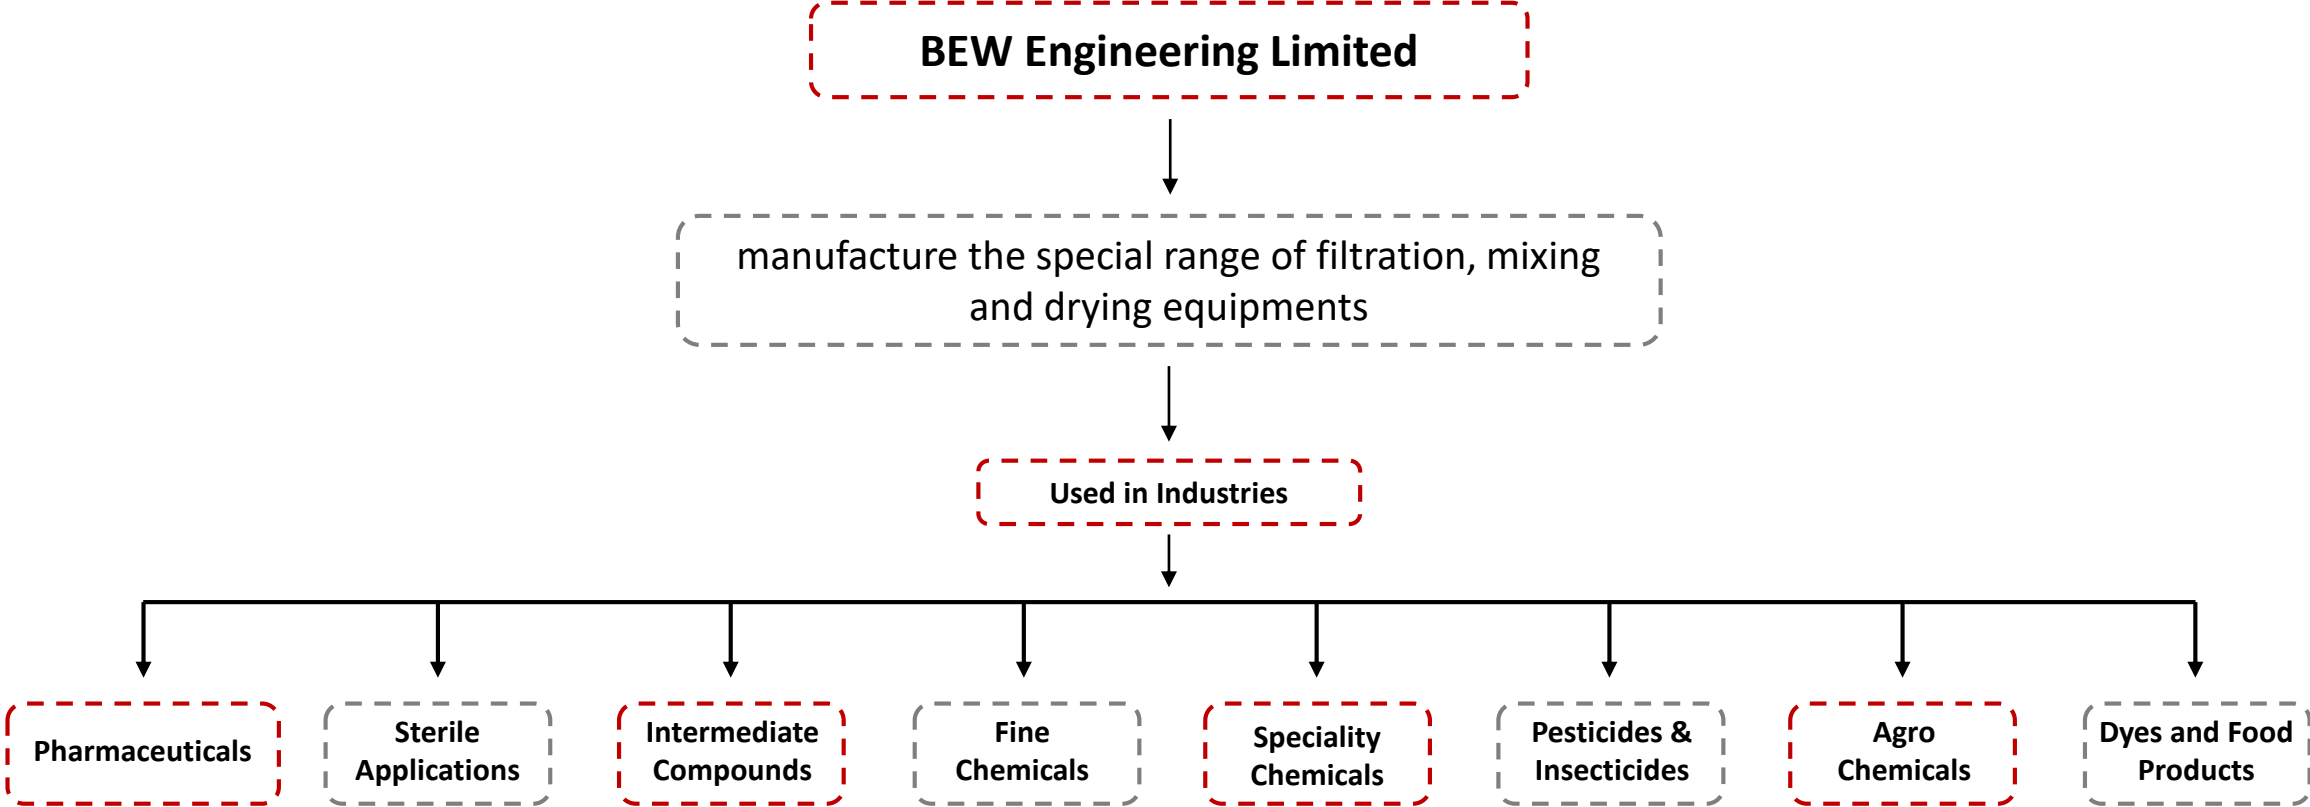 BEW Engineering Limited
manufacture the special range of filtration, mixing
and drying equipments
Used in Industries
Pharmaceuticals
Sterile
Applications
Intermediate
Compounds
Fine
Chemicals
Speciality
Chemicals
Pesticides &
Insecticides
Agro
Chemicals
Dyes and Food
Products